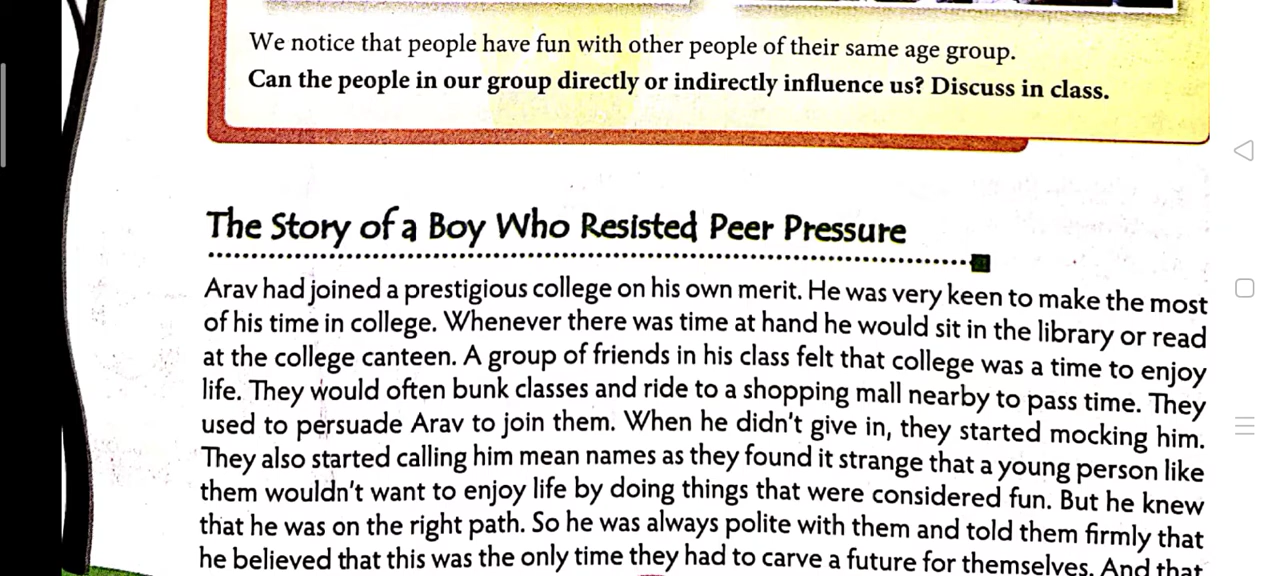 We notice that people have fun with other people of their same age group.
Can the people in our group directly or indirectly influence us? Discuss in class.
The Story of a Boy Who Resisted Peer Pressure
Arav had joined a prestigious college on his own merit. He was very keen to make the most
of his time in college. Whenever there was time at hand he would sit in the library or read
at the college canteen. A group of friends in his class felt that college was a time to enjoy
life. They would often bunk classes and ride to a shopping mall nearby to pass time. They
used to persuade Arav to join them. When he didn't give in, they started mocking him.
They also started calling him mean names as they found it strange that a young person like
them wouldn't want to enjoy life by doing things that were considered fun. But he knew
that he was on the right path. So he was always polite with them and told them firmly that
he believed that this was the only time they had to carve a future for themselves. And that